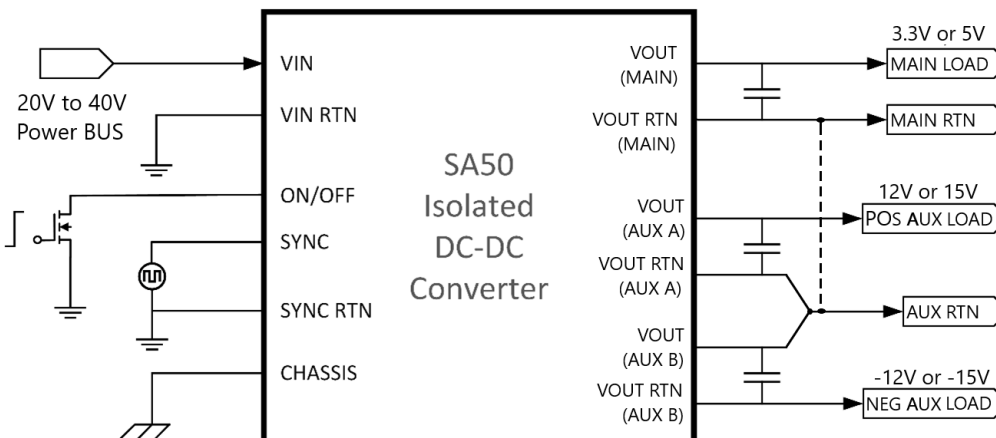 20V to 40V
Power BUS
VIN
VIN RTN
ON/OFF
SYNC
SYNC RTN
CHASSIS
SA50
Isolated
DC-DC
Converter
VOUT
(MAIN)
VOUT RTN
(MAIN)
VOUT
(AUX A)
VOUT RTN
(AUX A)
VOUT
(AUX B)
VOUT RTN
(AUX B)
3.3V or 5V
MAIN LOAD
MAIN RTN
12V or 15V
POS AUX LOAD
AUX RTN
-12V or -15V
NEG AUX LOAD